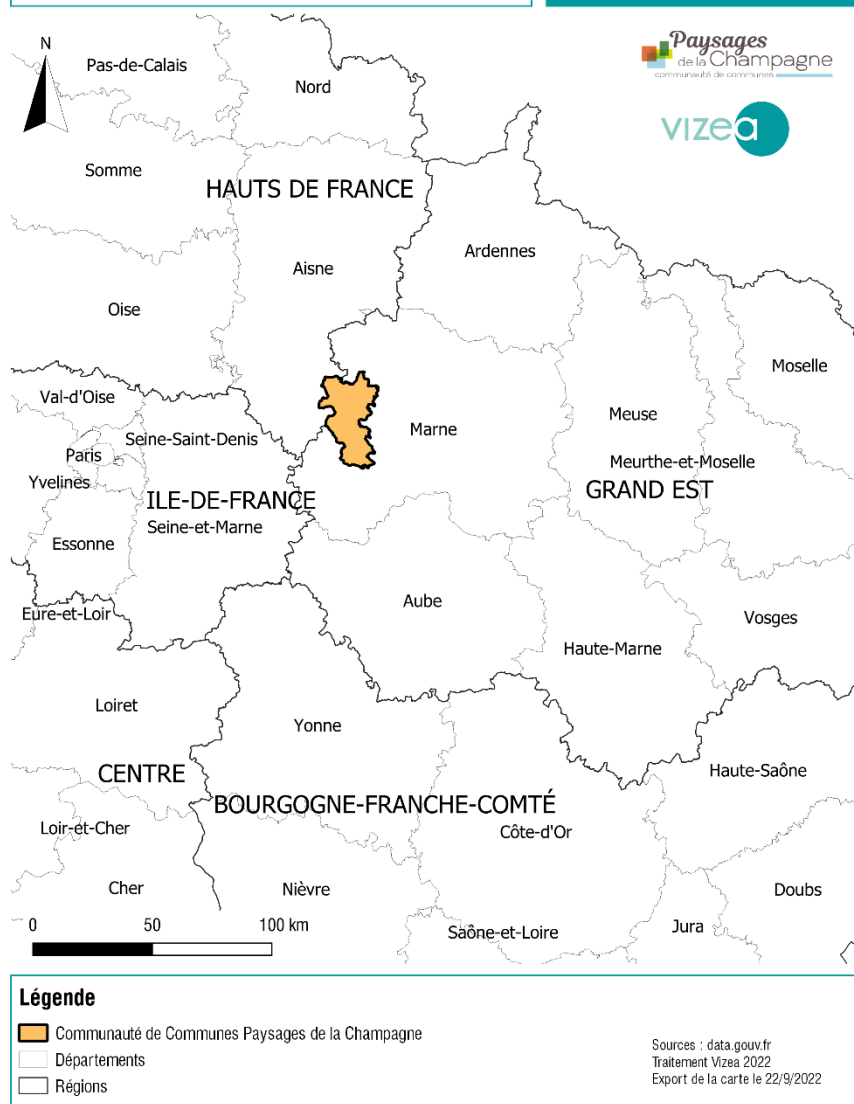 N
Paysages
de la Champagne
communauté de communes
vizea
Pas-de-Calais
Nord
Somme
HAUTS DE FRANCE
Ardennes
Aisne
Oise
Moselle
Val-d'Oise
Meuse
Marne
Seine-Saint-Denis
Paris
Meurthe-et-Moselle
Yvelines
GRAND EST
ILE-DE-FRANCE
Seine-et-Marne
Essonne
Aube
Eure-et-Loir
Vosges
Haute-Marne
Loiret
Yonne
CENTRE
Haute-Saône
BOURGOGNE-FRANCHE-COMTÉ
Loir-et-Cher
Côte-d'Or
Cher
Nièvre
Doubs
Saône-et-Loire
Jura
0 50 100 km
Légende
Communauté de Communes Paysages de la Champagne
Départements
Régions
Sources : data.gouv.fr
Traitement Vizea 2022
Export de la carte le 22/9/2022